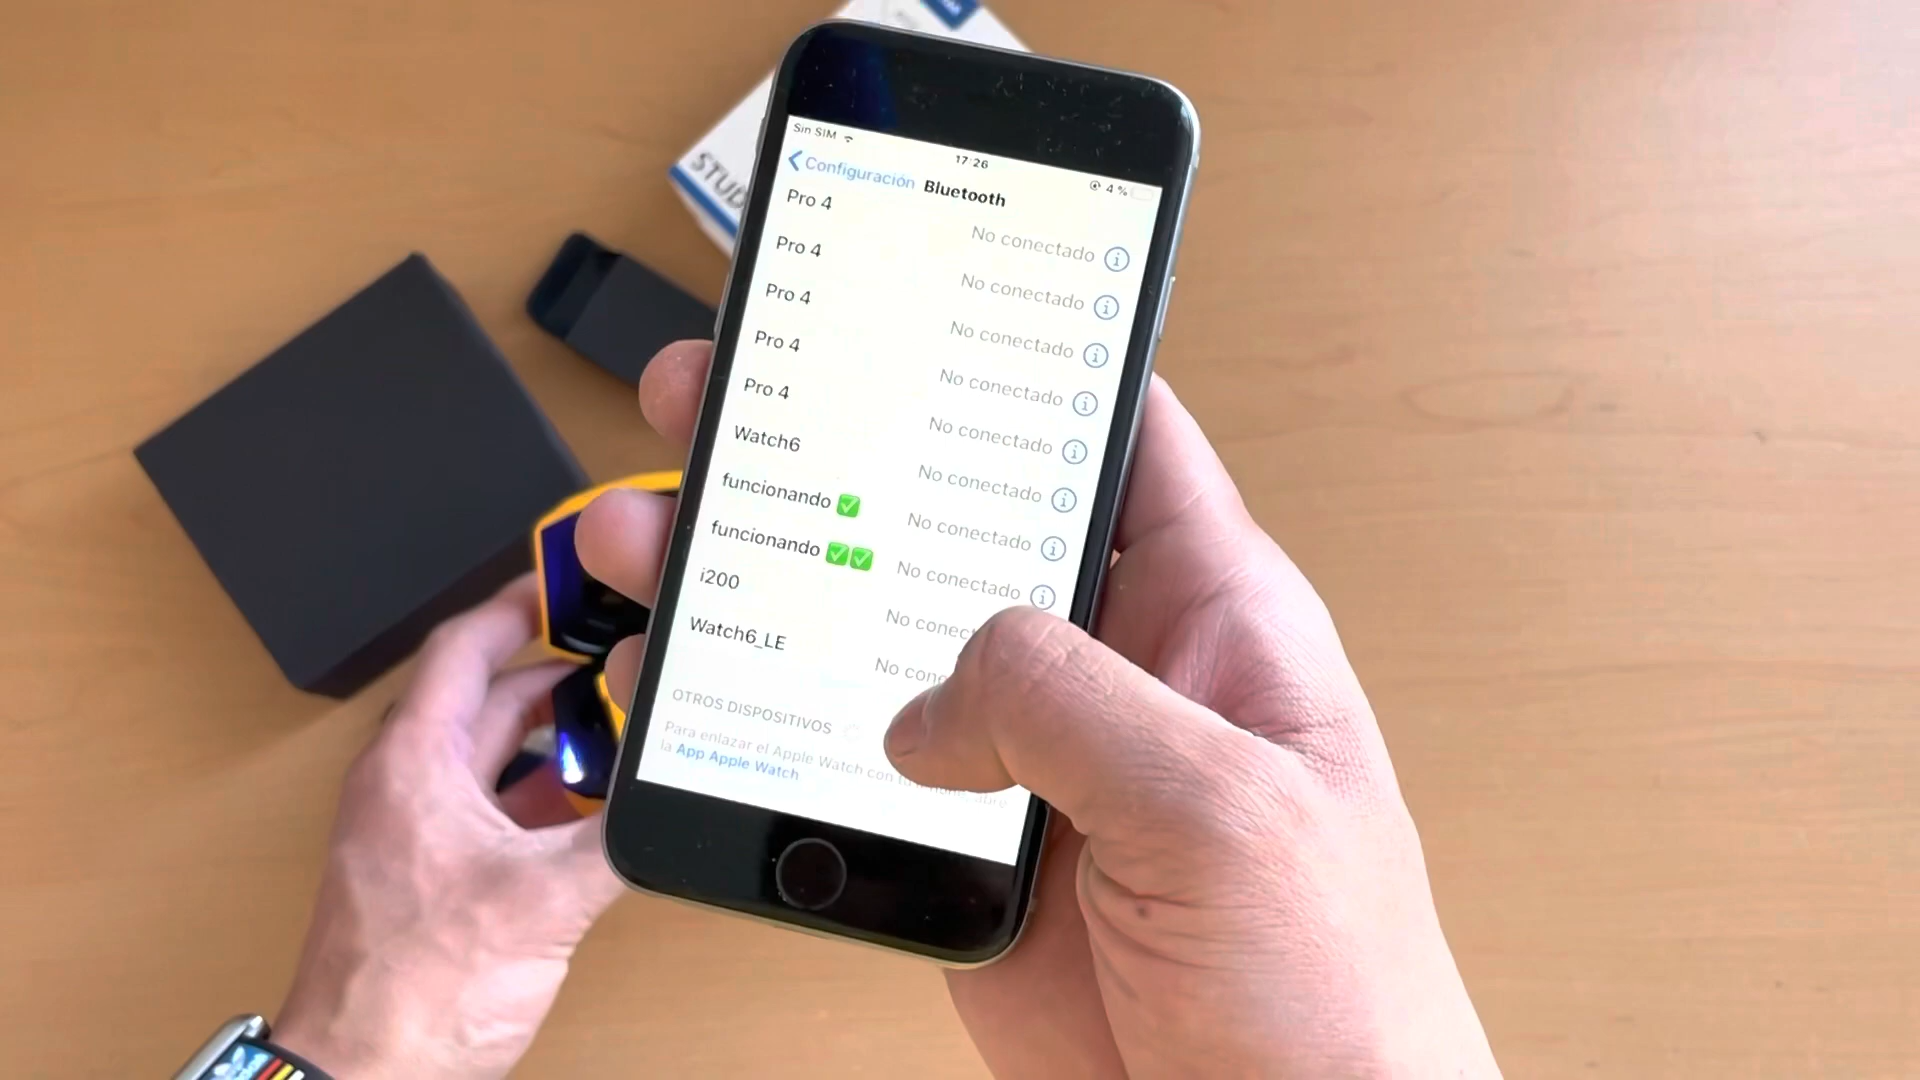 STUD
Sin SIM 17:26 4 %
Configuración Bluetooth
Pro 4 No conectado
Pro 4 No conectado
Pro 4 No conectado
Pro 4 No conectado
Pro 4 No conectado
Watch6 No conectado
funcionando ✅ No conectado
funcionando ✅✅ No conectado
i200 No conec
Watch6_LE No cone
OTROS DISPOSITIVOS
Para enlazar el Apple Watch con
la App Apple Watch